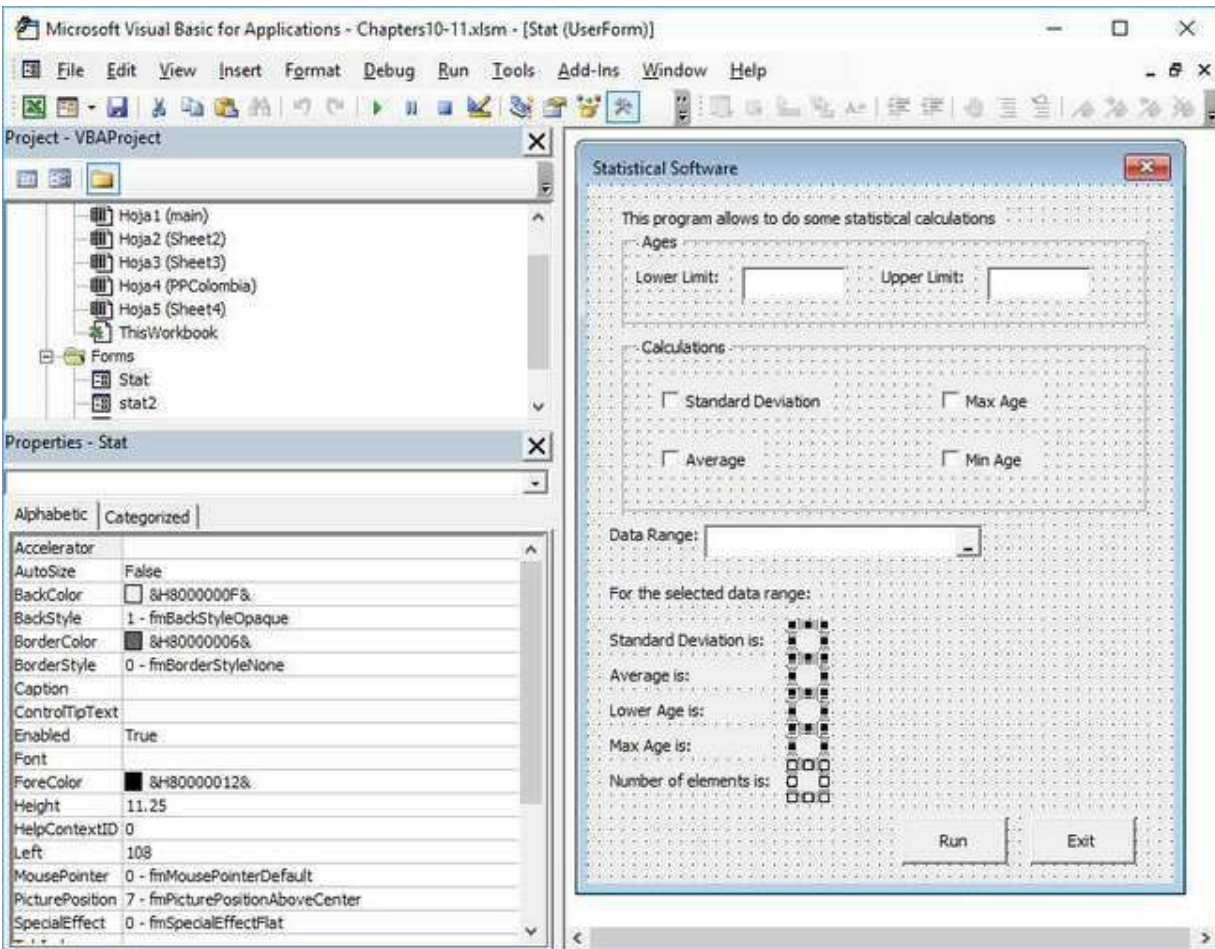 Microsoft Visual Basic for Applications - Chapters10-11.xlsm - [Stat (UserForm)]
File Edit View Insert Format Debug Run Tools Add-Ins Window Help
Project - VBAProject
Hoja1 (main)
Hoja2 (Sheet2)
Hoja3 (Sheet3)
Hoja4 (PPColombia)
Hoja5 (Sheet4)
ThisWorkbook
Forms
Stat
stat2
Properties - Stat
Alphabetic Categorized
Accelerator
AutoSize False
BackColor &H8000000F&
BackStyle 1 - fmBackStyleOpaque
BorderColor &H80000006&
BorderStyle 0 - fmBorderStyleNone
Caption
ControlTipText
Enabled True
Font
ForeColor &H80000012&
Height 11.25
HelpContextID 0
Left 108
MousePointer 0 - fmMousePointerDefault
PicturePosition 7 - fmPicturePositionAboveCenter
SpecialEffect 0 - fmSpecialEffectFlat
Statistical Software
This program allows to do some statistical calculations
Ages
Lower Limit: Upper Limit:
Calculations
Standard Deviation Max Age
Average Min Age
Data Range:
For the selected data range:
Standard Deviation is:
Average is:
Lower Age is:
Max Age is:
Number of elements is:
Run Exit